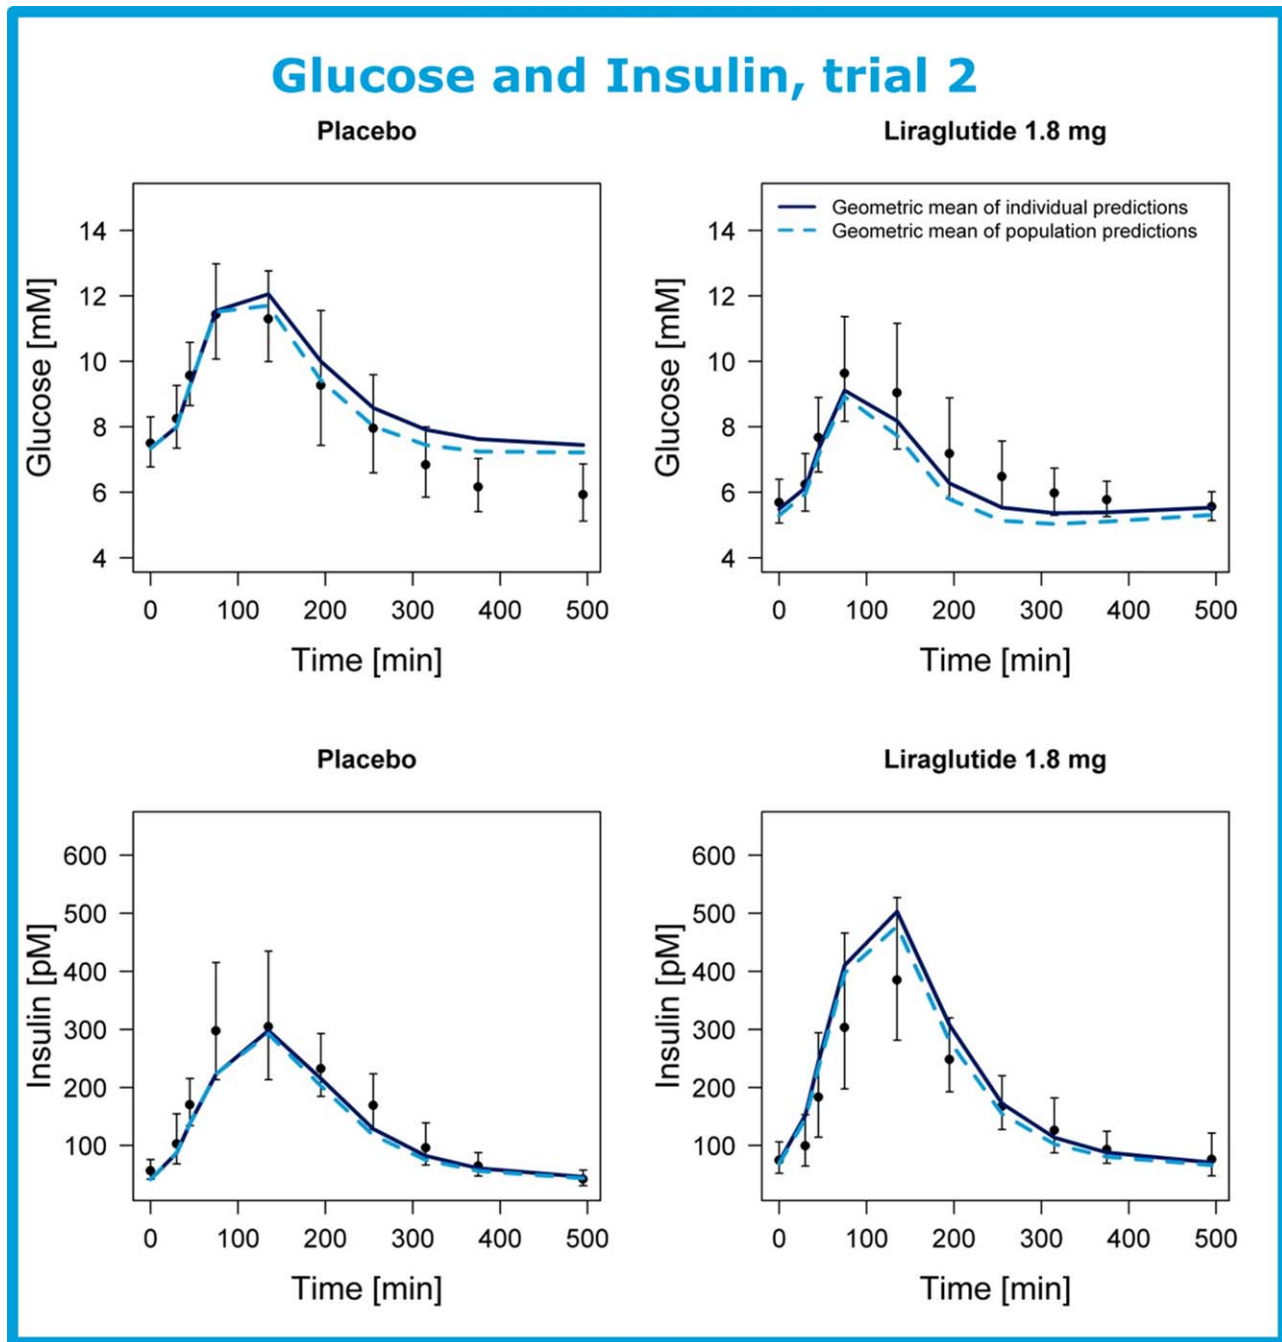 Glucose and Insulin, trial 2
Placebo
Glucose [mM]
14
12
10
8
6
4
0 100 200 300 400 500
Time [min]
Liraglutide 1.8 mg
Geometric mean of individual predictions
Geometric mean of population predictions
Glucose [mM]
14
12
10
8
6
4
0 100 200 300 400 500
Time [min]
Placebo
Insulin [pM]
600
500
400
300
200
100
0 100 200 300 400 500
Time [min]
Liraglutide 1.8 mg
Insulin [pM]
600
500
400
300
200
100
0 100 200 300 400 500
Time [min]